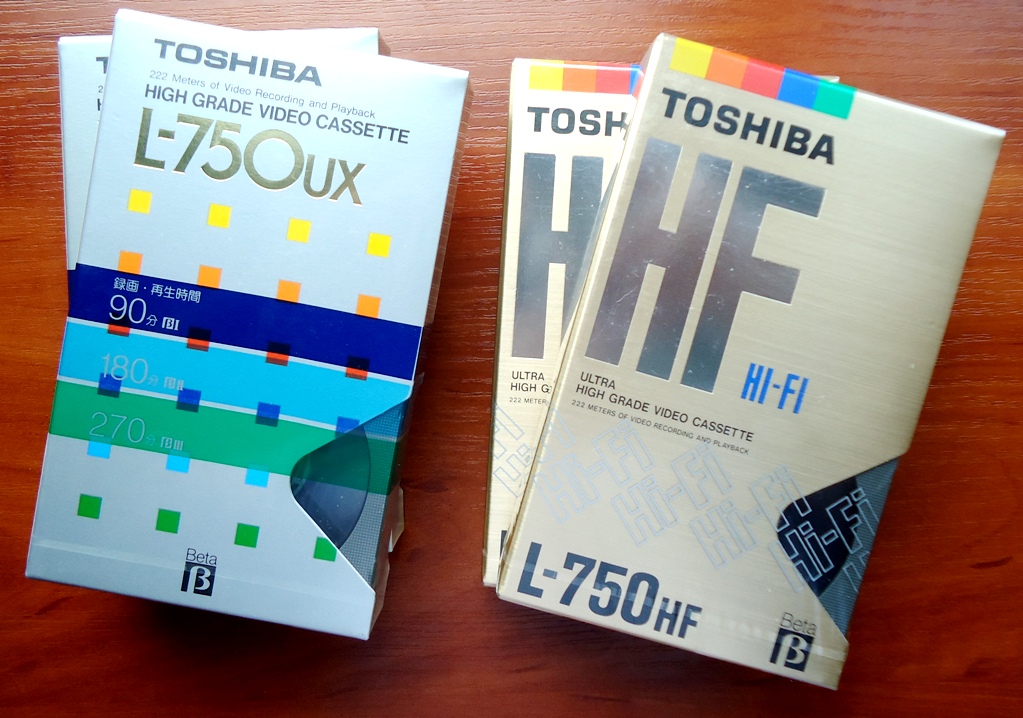 TOSHIBA
222 Meters of Video Recording and Playback
HIGH GRADE VIDEO CASSETTE
L-750UX
録画・再生時間
90分 βI
180分 βII
270分 βIII
Beta
β
TOSH
H
ULTRA
HIGH G
222 METER
TOSHIBA
HF
HI-FI
ULTRA
HIGH GRADE VIDEO CASSETTE
222 METERS OF VIDEO RECORDING AND PLAYBACK
Hi-Fi Hi-Fi Hi-Fi Hi-Fi
L-750HF
Beta
β